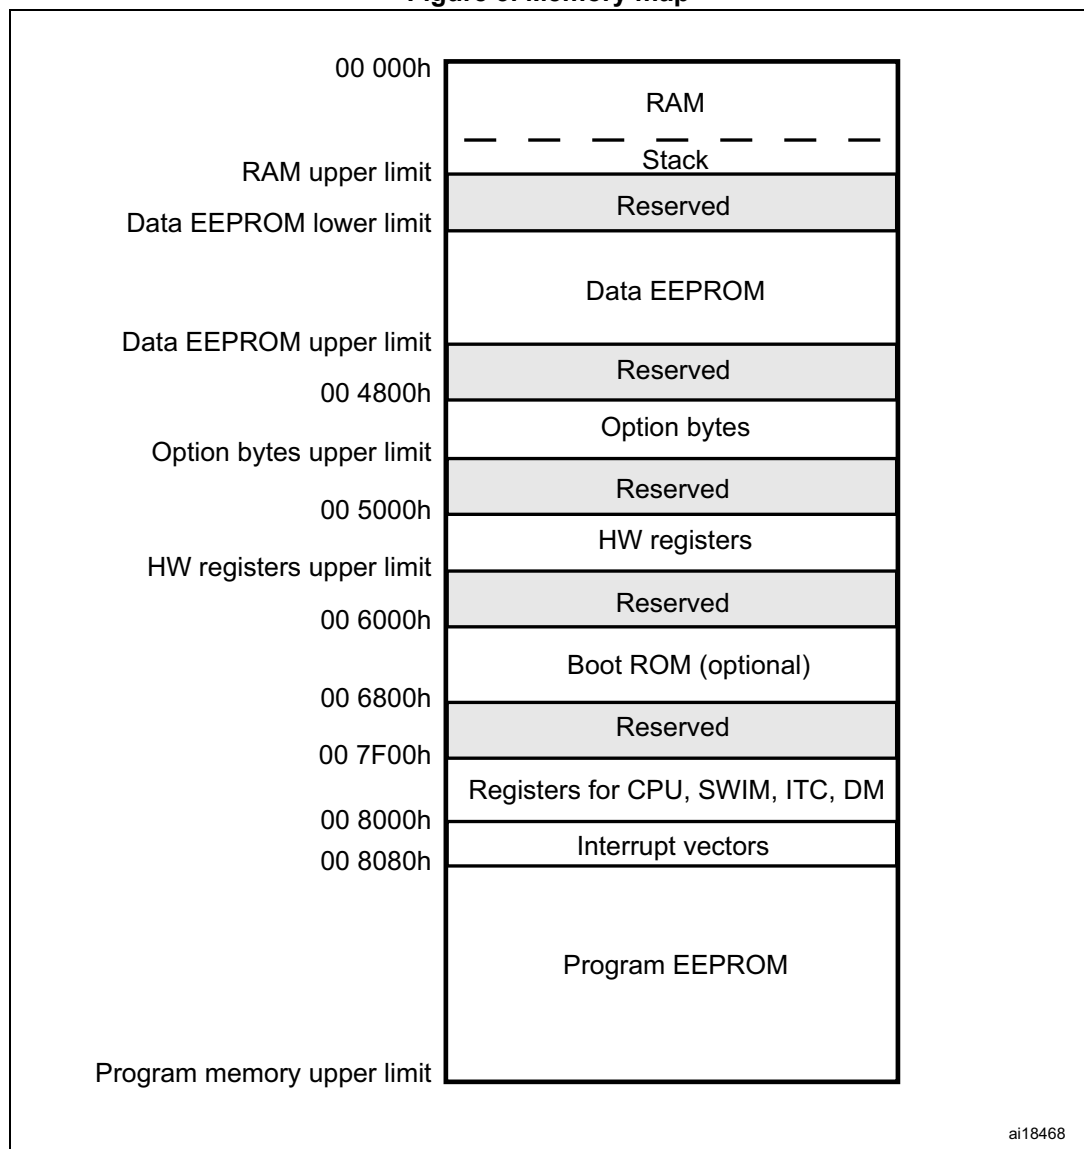 00 000h
RAM
Stack
RAM upper limit
Reserved
Data EEPROM lower limit
Data EEPROM
Data EEPROM upper limit
Reserved
00 4800h
Option bytes
Option bytes upper limit
Reserved
00 5000h
HW registers
HW registers upper limit
Reserved
00 6000h
Boot ROM (optional)
00 6800h
Reserved
00 7F00h
Registers for CPU, SWIM, ITC, DM
00 8000h
Interrupt vectors
00 8080h
Program EEPROM
Program memory upper limit
ai18468